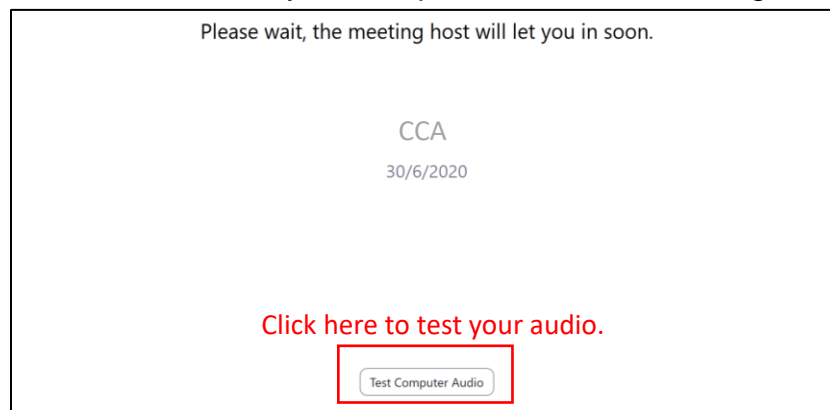 Please wait, the meeting host will let you in soon.
CCA
30/6/2020
Click here to test your audio.
Test Computer Audio